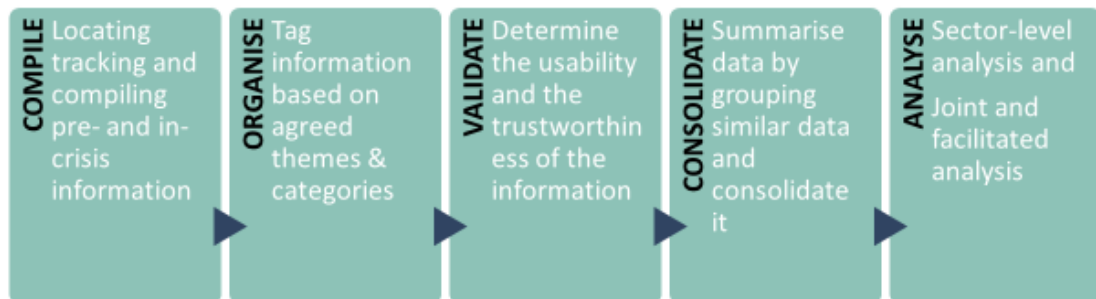 COMPILE
Locating
tracking and
compiling
pre- and in-
crisis
information
ORGANISE
Tag
information
based on
agreed
themes &
categories
VALIDATE
Determine
the usability
and the
trustworthin
ess of the
information
CONSOLIDATE
Summarise
data by
grouping
similar data
and
consolidate
it
ANALYSE
Sector-level
analysis and
Joint and
facilitated
analysis